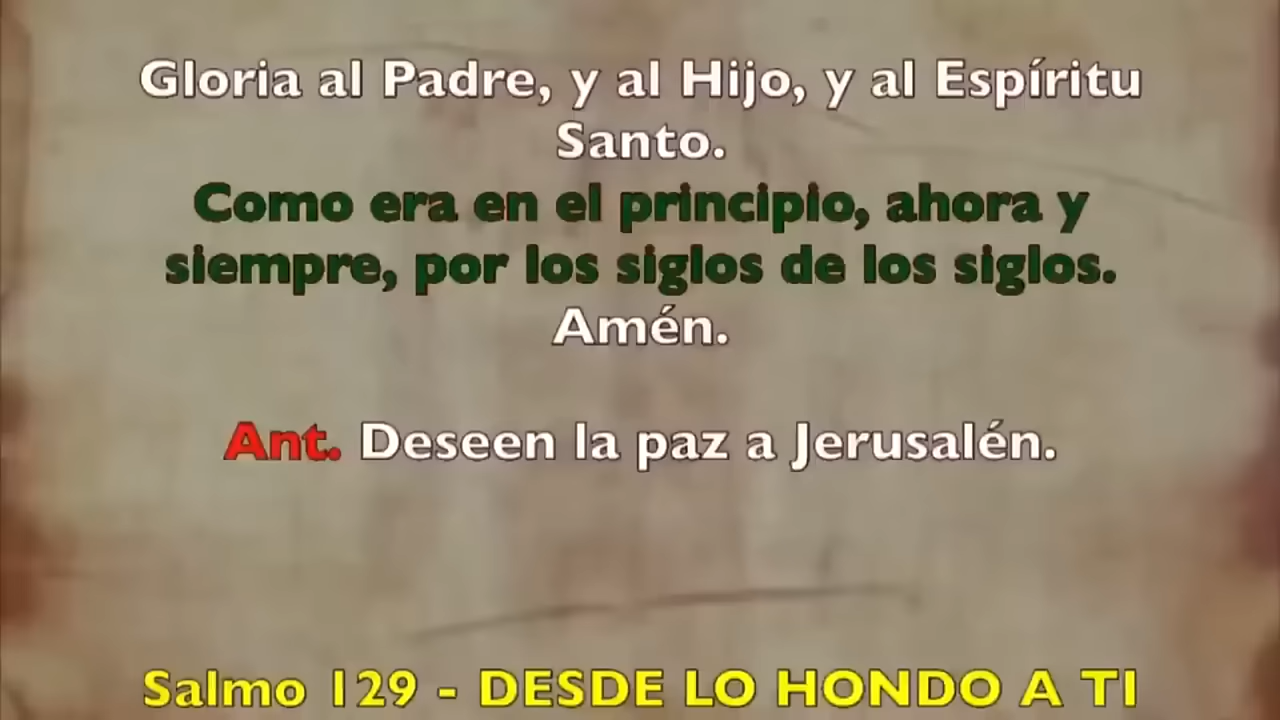 Gloria al Padre, y al Hijo, y al Espíritu
Santo.
Como era en el principio, ahora y
siempre, por los siglos de los siglos.
Amén.
Ant. Deseen la paz a Jerusalén.
Salmo 129 - DESDE LO HONDO A TI